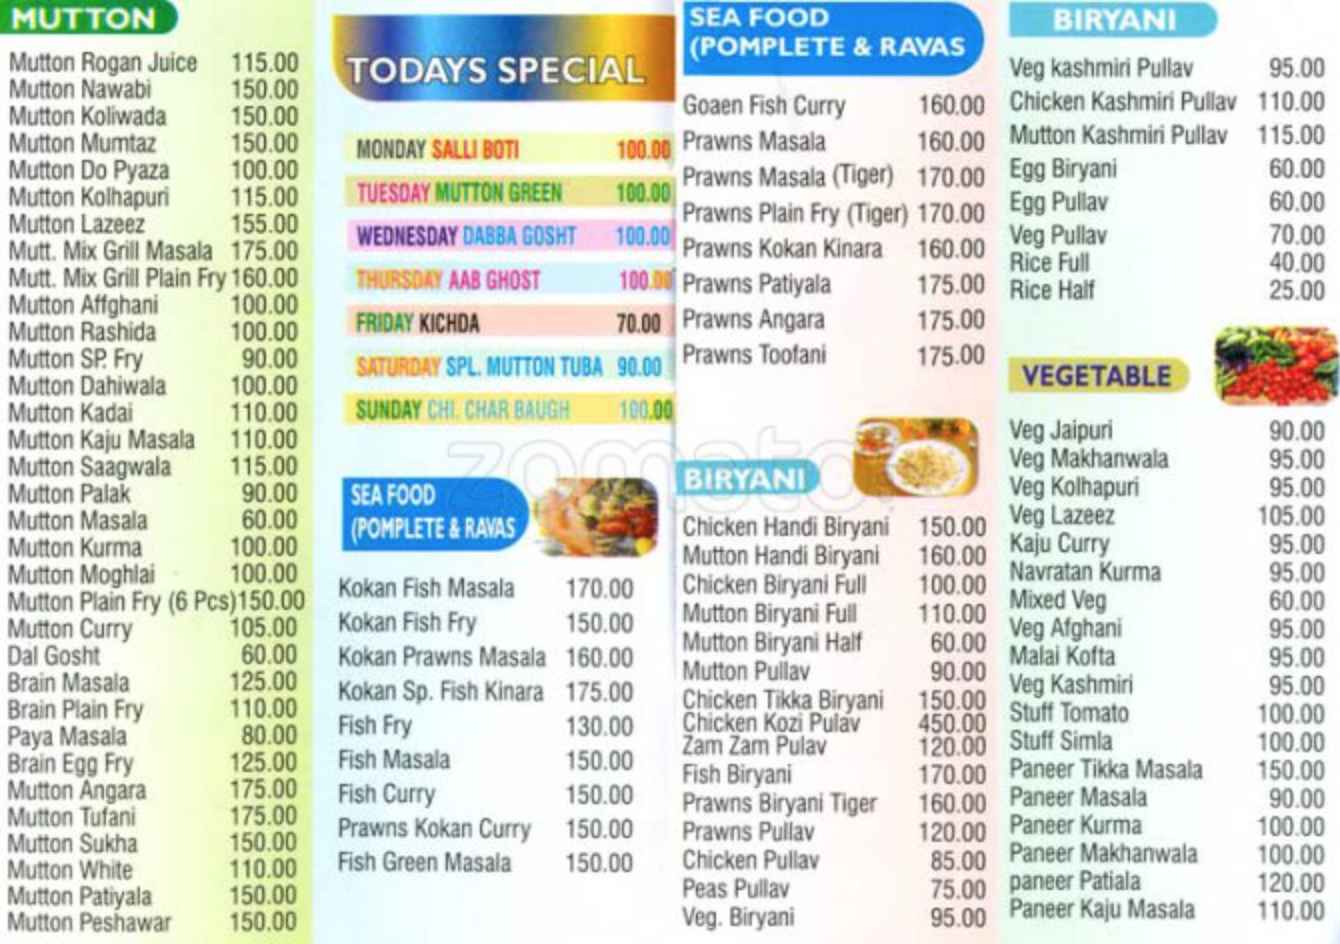 MUTTON
Mutton Rogan Juice 115.00
Mutton Nawabi 150.00
Mutton Koliwada 150.00
Mutton Mumtaz 150.00
Mutton Do Pyaza 100.00
Mutton Kolhapuri 115.00
Mutton Lazeez 155.00
Mutt. Mix Grill Masala 175.00
Mutt. Mix Grill Plain Fry 160.00
Mutton Affghani 100.00
Mutton Rashida 100.00
Mutton SP. Fry 90.00
Mutton Dahiwala 100.00
Mutton Kadai 110.00
Mutton Kaju Masala 110.00
Mutton Saagwala 115.00
Mutton Palak 90.00
Mutton Masala 60.00
Mutton Kurma 100.00
Mutton Moghlai 100.00
Mutton Plain Fry (6 Pcs) 150.00
Mutton Curry 105.00
Dal Gosht 60.00
Brain Masala 125.00
Brain Plain Fry 110.00
Paya Masala 80.00
Brain Egg Fry 125.00
Mutton Angara 175.00
Mutton Tufani 175.00
Mutton Sukha 150.00
Mutton White 110.00
Mutton Patiyala 150.00
Mutton Peshawar 150.00
TODAYS SPECIAL
MONDAY SALLI BOTI 100.00
TUESDAY MUTTON GREEN 100.00
WEDNESDAY DABBA GOSHT 100.00
THURSDAY AAB GHOST 100.00
FRIDAY KICHDA 70.00
SATURDAY SPL. MUTTON TUBA 90.00
SUNDAY CHI. CHAR BAUGH 100.00
zomato
SEA FOOD
(POMPLETE & RAVAS
Kokan Fish Masala 170.00
Kokan Fish Fry 150.00
Kokan Prawns Masala 160.00
Kokan Sp. Fish Kinara 175.00
Fish Fry 130.00
Fish Masala 150.00
Fish Curry 150.00
Prawns Kokan Curry 150.00
Fish Green Masala 150.00
SEA FOOD
(POMPLETE & RAVAS
Goaen Fish Curry 160.00
Prawns Masala 160.00
Prawns Masala (Tiger) 170.00
Prawns Plain Fry (Tiger) 170.00
Prawns Kokan Kinara 160.00
Prawns Patiyala 175.00
Prawns Angara 175.00
Prawns Toofani 175.00
BIRYANI
Chicken Handi Biryani 150.00
Mutton Handi Biryani 160.00
Chicken Biryani Full 100.00
Mutton Biryani Full 110.00
Mutton Biryani Half 60.00
Mutton Pullav 90.00
Chicken Tikka Biryani 150.00
Chicken Kozi Pulav 450.00
Zam Zam Pulav 120.00
Fish Biryani 170.00
Prawns Biryani Tiger 160.00
Prawns Pullav 120.00
Chicken Pullav 85.00
Peas Pullav 75.00
Veg. Biryani 95.00
BIRYANI
Veg kashmiri Pullav 95.00
Chicken Kashmiri Pullav 110.00
Mutton Kashmiri Pullav 115.00
Egg Biryani 60.00
Egg Pullav 60.00
Veg Pullav 70.00
Rice Full 40.00
Rice Half 25.00
VEGETABLE
Veg Jaipuri 90.00
Veg Makhanwala 95.00
Veg Kolhapuri 95.00
Veg Lazeez 105.00
Kaju Curry 95.00
Navratan Kurma 95.00
Mixed Veg 60.00
Veg Afghani 95.00
Malai Kofta 95.00
Veg Kashmiri 95.00
Stuff Tomato 100.00
Stuff Simla 100.00
Paneer Tikka Masala 150.00
Paneer Masala 90.00
Paneer Kurma 100.00
Paneer Makhanwala 100.00
paneer Patiala 120.00
Paneer Kaju Masala 110.00